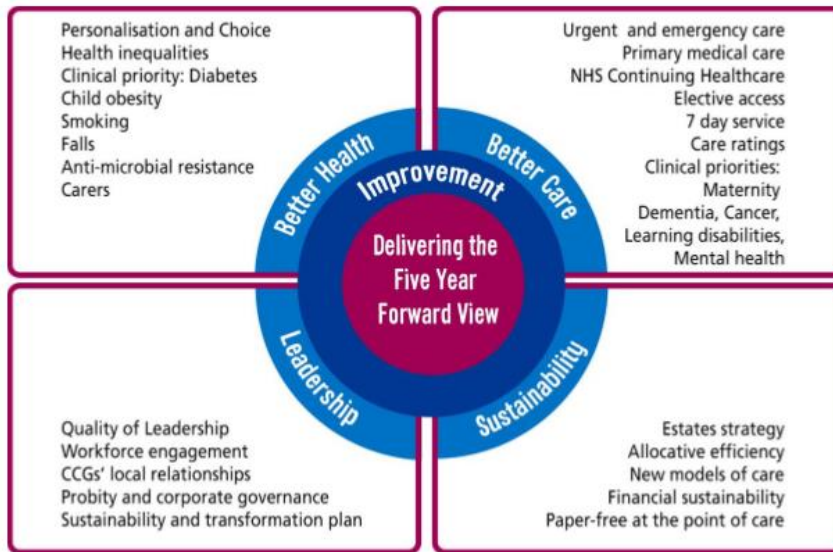 Personalisation and Choice
Health inequalities
Clinical priority: Diabetes
Child obesity
Smoking
Falls
Anti-microbial resistance
Carers
Urgent and emergency care
Primary medical care
NHS Continuing Healthcare
Elective access
7 day service
Care ratings
Clinical priorities:
Maternity
Dementia, Cancer,
Learning disabilities,
Mental health
Better Health
Better Care
Improvement
Delivering the
Five Year
Forward View
Leadership
Sustainability
Quality of Leadership
Workforce engagement
CCGs' local relationships
Probity and corporate governance
Sustainability and transformation plan
Estates strategy
Allocative efficiency
New models of care
Financial sustainability
Paper-free at the point of care